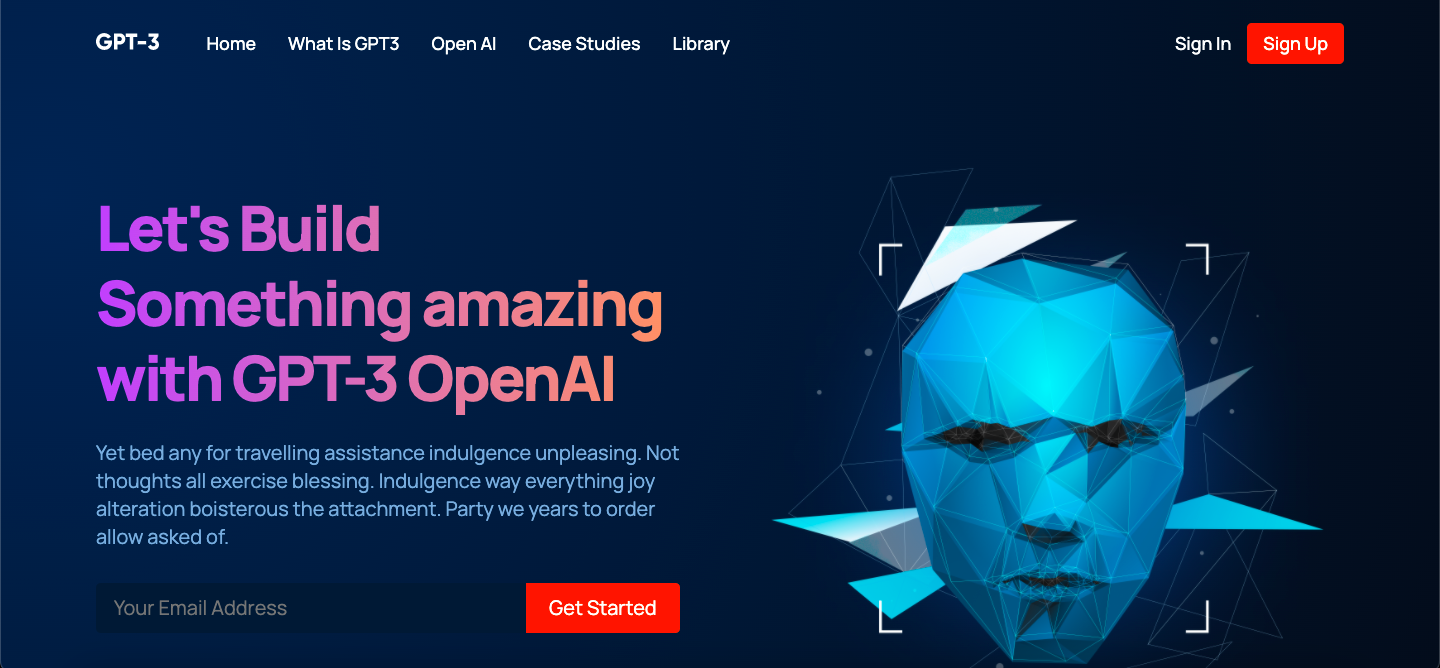 GPT-3
Home
What Is GPT3
Open AI
Case Studies
Library
Sign In
Sign Up
Let's Build
Something amazing
with GPT-3 OpenAI
Yet bed any for travelling assistance indulgence unpleasing. Not
thoughts all exercise blessing. Indulgence way everything joy
alteration boisterous the attachment. Party we years to order
allow asked of.
Your Email Address
Get Started